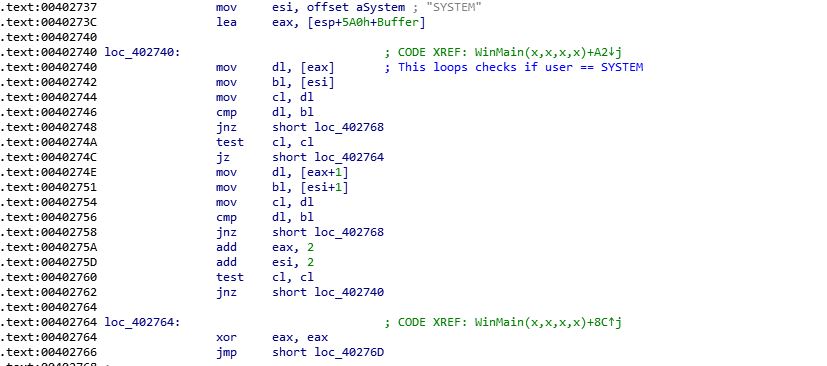 .text:00402737 mov esi, offset aSystem ; "SYSTEM"
.text:0040273C lea eax, [esp+5A0h+Buffer]
.text:00402740
.text:00402740 loc_402740: ; CODE XREF: WinMain(x,x,x,x)+A2↓j
.text:00402740 mov dl, [eax] ; This loops checks if user == SYSTEM
.text:00402742 mov bl, [esi]
.text:00402744 mov cl, dl
.text:00402746 cmp dl, bl
.text:00402748 jnz short loc_402768
.text:0040274A test cl, cl
.text:0040274C jz short loc_402764
.text:0040274E mov dl, [eax+1]
.text:00402751 mov bl, [esi+1]
.text:00402754 mov cl, dl
.text:00402756 cmp dl, bl
.text:00402758 jnz short loc_402768
.text:0040275A add eax, 2
.text:0040275D add esi, 2
.text:00402760 test cl, cl
.text:00402762 jnz short loc_402740
.text:00402764
.text:00402764 loc_402764: ; CODE XREF: WinMain(x,x,x,x)+8C↑j
.text:00402764 xor eax, eax
.text:00402766 jmp short loc_40276D